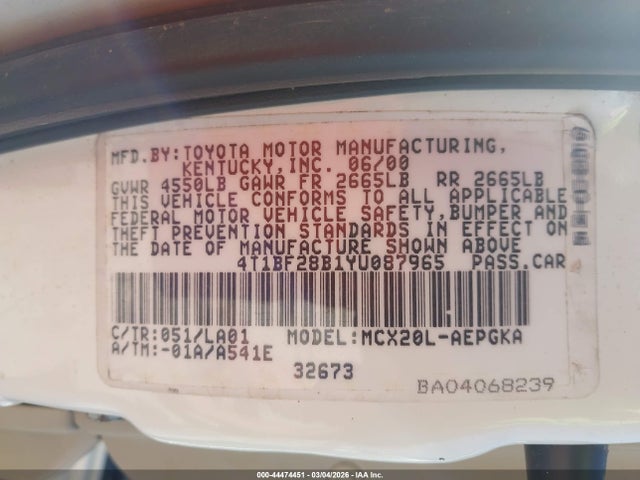 MFD.BY:TOYOTA MOTOR MANUFACTURING,
KENTUCKY,INC. 06/00
GVWR 4550LB GAWR FR 2665LB RR 2665LB
THIS VEHICLE CONFORMS TO ALL APPLICABLE
FEDERAL MOTOR VEHICLE SAFETY,BUMPER AND
THEFT PREVENTION STANDARDS IN EFFECT ON
THE DATE OF MANUFACTURE SHOWN ABOVE
4T1BF28B1YU087965 PASS.CAR
C/TR:051/LA01 MODEL:MCX20L-AEPGKA
A/TM:-01A/A541E
32673
BA04068239
000-44474451 - 03/04/2026 - IAA Inc.